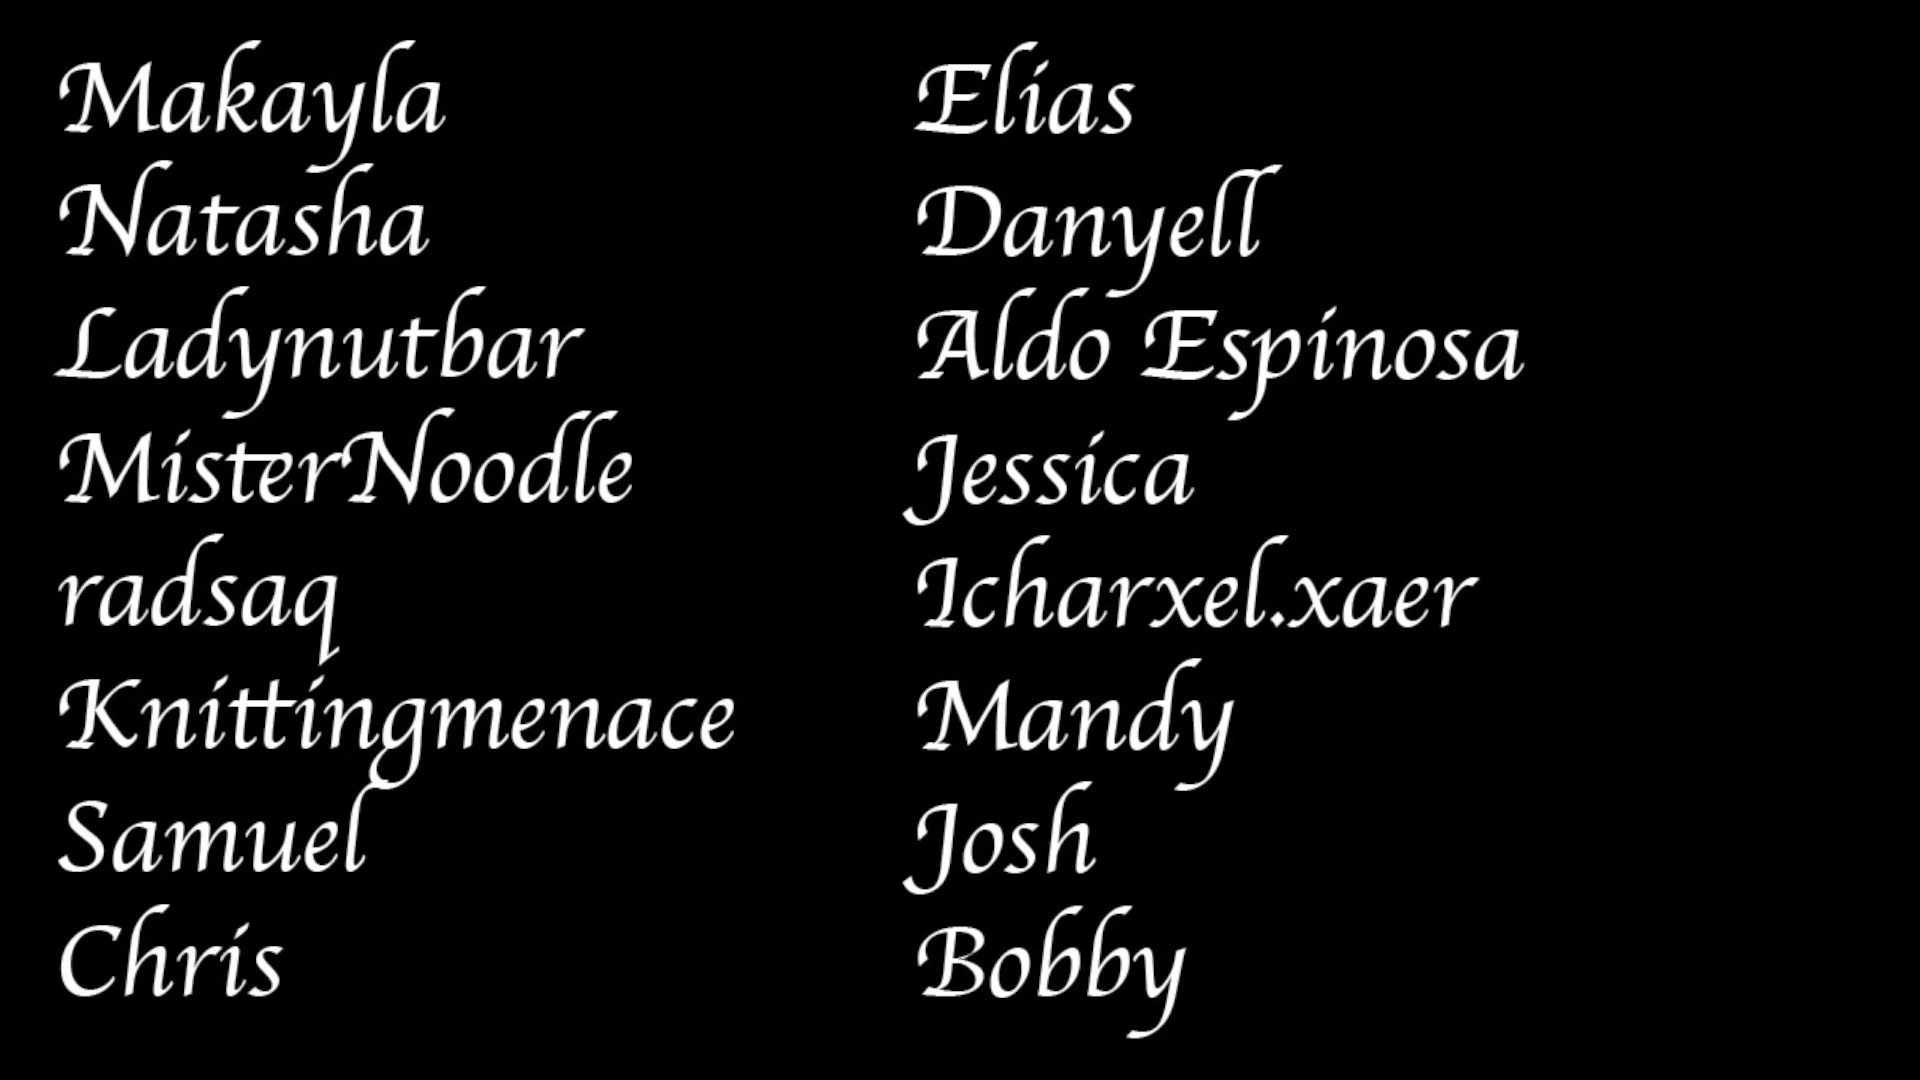 Makayla
Natasha
Ladynutbar
MisterNoodle
radsaq
Knittingmenace
Samuel
Chris
Elias
Danyell
Aldo Espinosa
Jessica
Icharxel.xaer
Mandy
Josh
Bobby